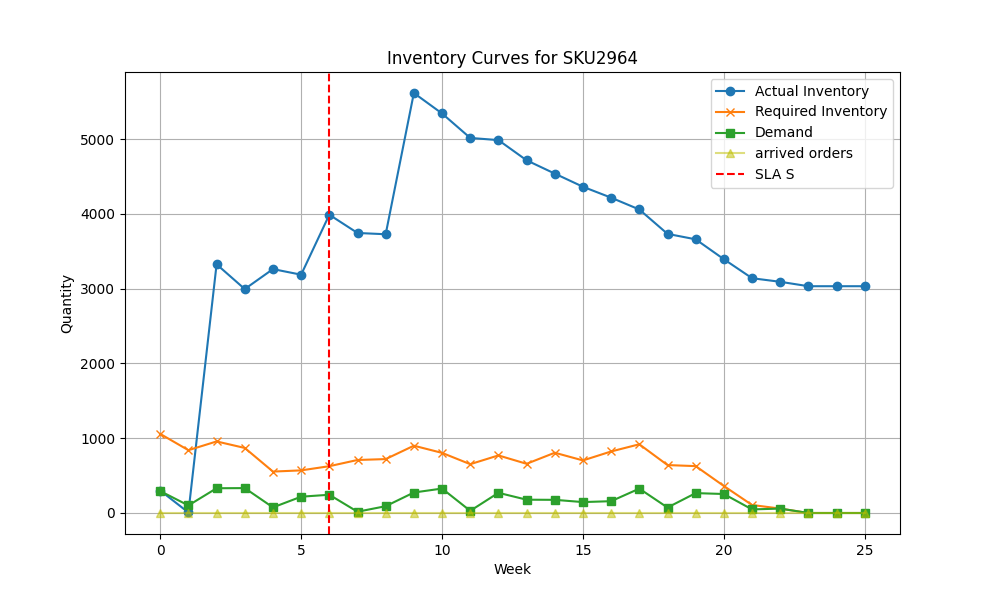 Inventory Curves for SKU2964
Actual Inventory
Required Inventory
Demand
arrived orders
SLA S
Quantity
5000
4000
3000
2000
1000
0
0 5 10 15 20 25
Week